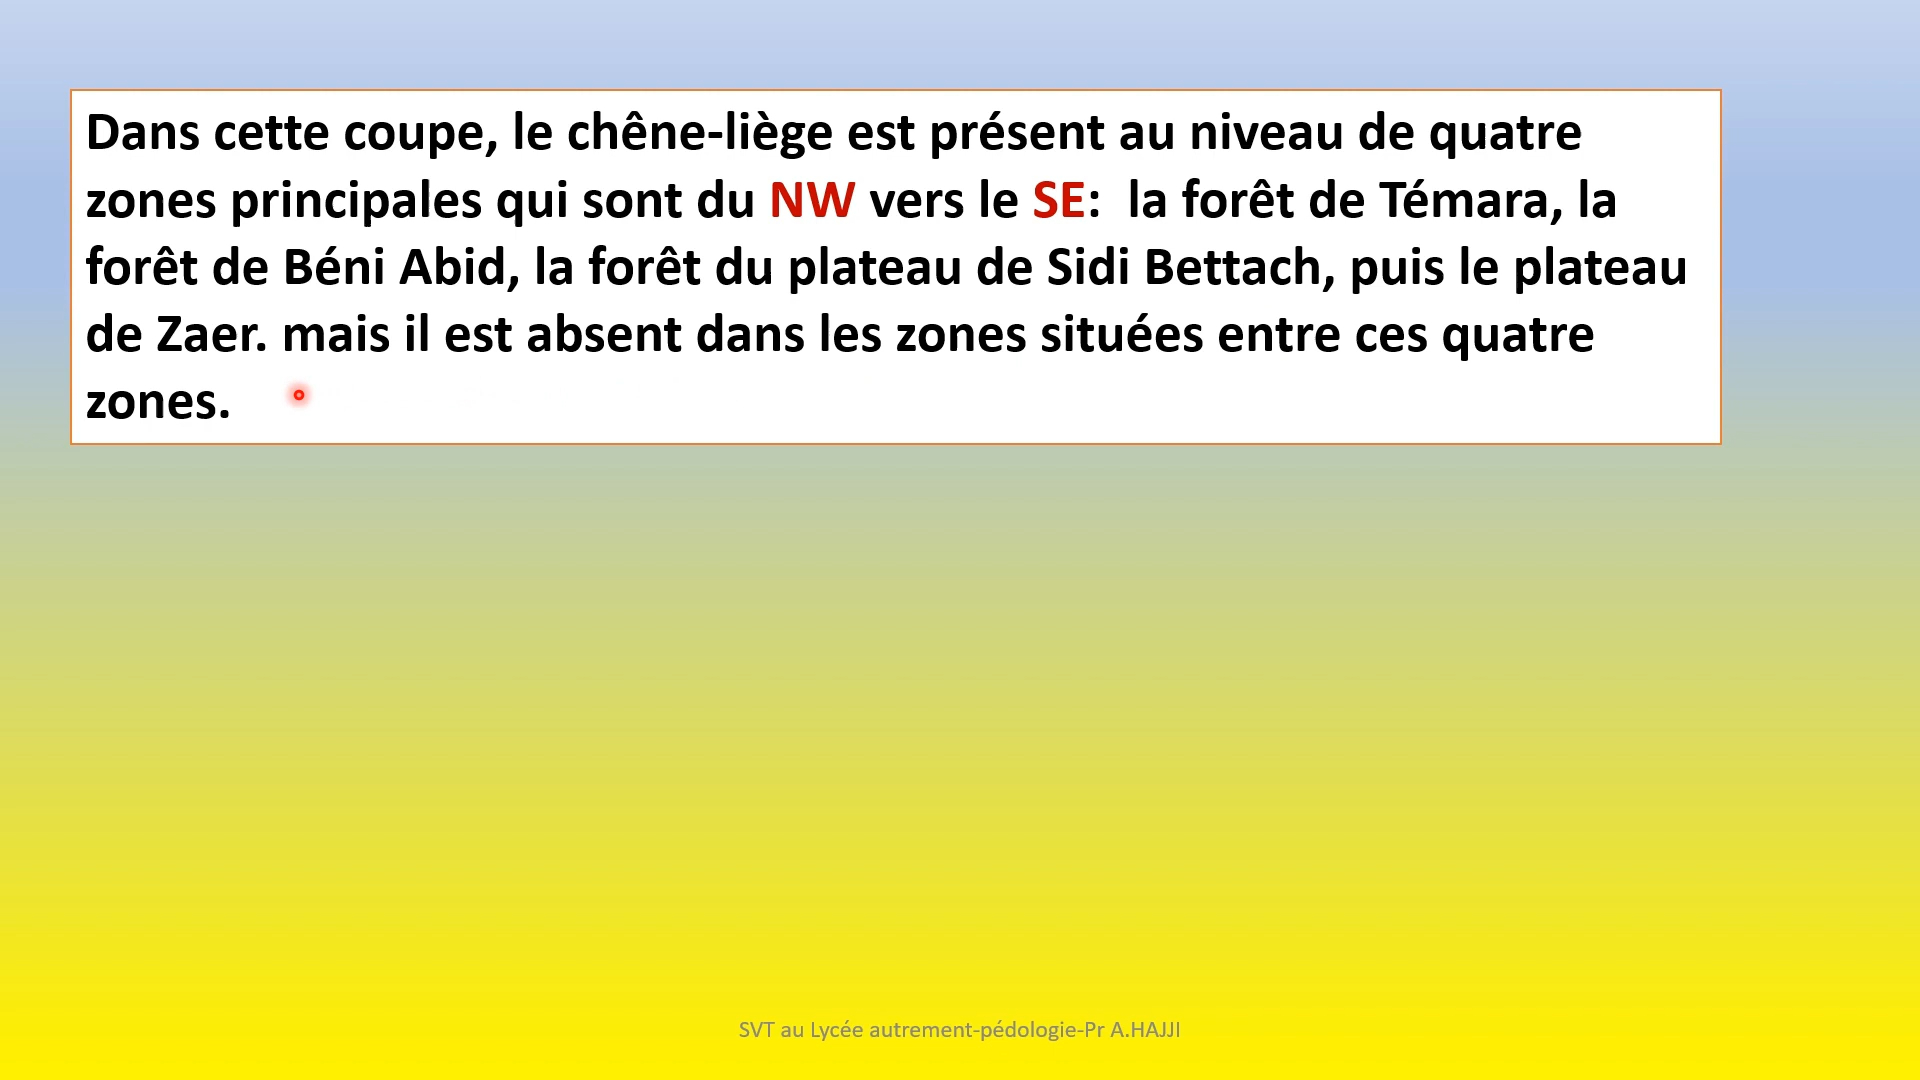 Dans cette coupe, le chêne-liège est présent au niveau de quatre
zones principales qui sont du NW vers le SE:  la forêt de Témara, la
forêt de Béni Abid, la forêt du plateau de Sidi Bettach, puis le plateau
de Zaer. mais il est absent dans les zones situées entre ces quatre
zones.
SVT au Lycée autrement-pédologie-Pr A.HAJJI